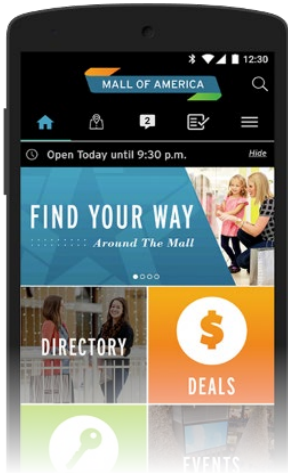 12:30
MALL OF AMERICA
2
Open Today until 9:30 p.m. Hide
FIND YOUR WAY
Around The Mall
DIRECTORY
DEALS
EVENTS